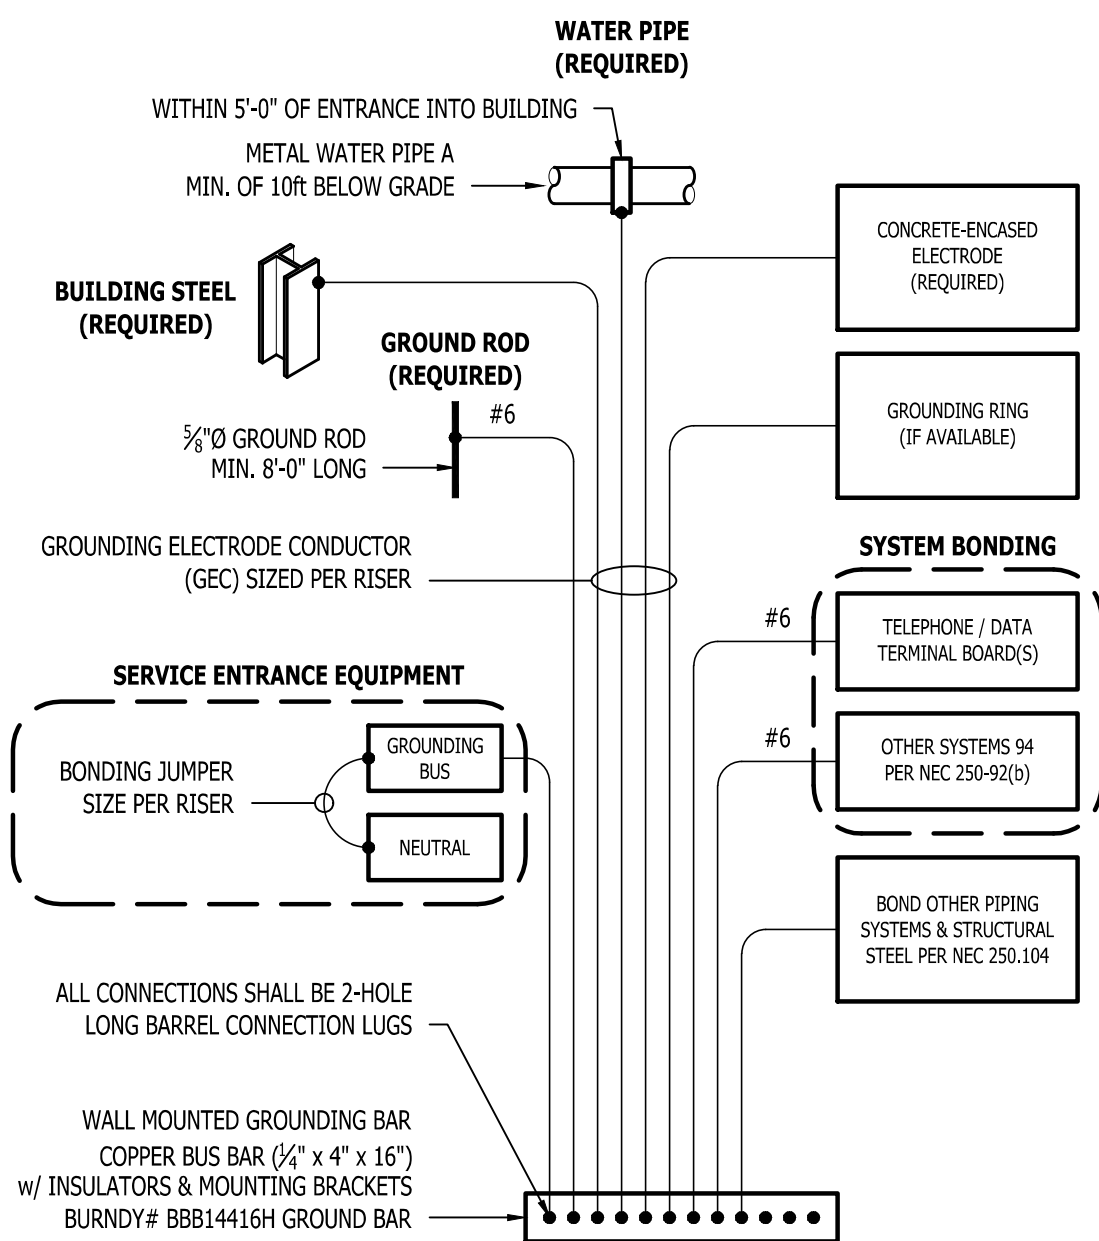 WATER PIPE
(REQUIRED)
WITHIN 5'-0" OF ENTRANCE INTO BUILDING
METAL WATER PIPE A
MIN. OF 10ft BELOW GRADE
CONCRETE-ENCASED
ELECTRODE
(REQUIRED)
BUILDING STEEL
(REQUIRED)
GROUND ROD
(REQUIRED)
#6
⅝"Ø GROUND ROD
MIN. 8'-0" LONG
GROUNDING RING
(IF AVAILABLE)
GROUNDING ELECTRODE CONDUCTOR
(GEC) SIZED PER RISER
SYSTEM BONDING
#6
TELEPHONE / DATA
TERMINAL BOARD(S)
#6
OTHER SYSTEMS 94
PER NEC 250-92(b)
SERVICE ENTRANCE EQUIPMENT
GROUNDING
BUS
BONDING JUMPER
SIZE PER RISER
NEUTRAL
BOND OTHER PIPING
SYSTEMS & STRUCTURAL
STEEL PER NEC 250.104
ALL CONNECTIONS SHALL BE 2-HOLE
LONG BARREL CONNECTION LUGS
WALL MOUNTED GROUNDING BAR
COPPER BUS BAR (¼" x 4" x 16")
w/ INSULATORS & MOUNTING BRACKETS
BURNDY# BBB14416H GROUND BAR